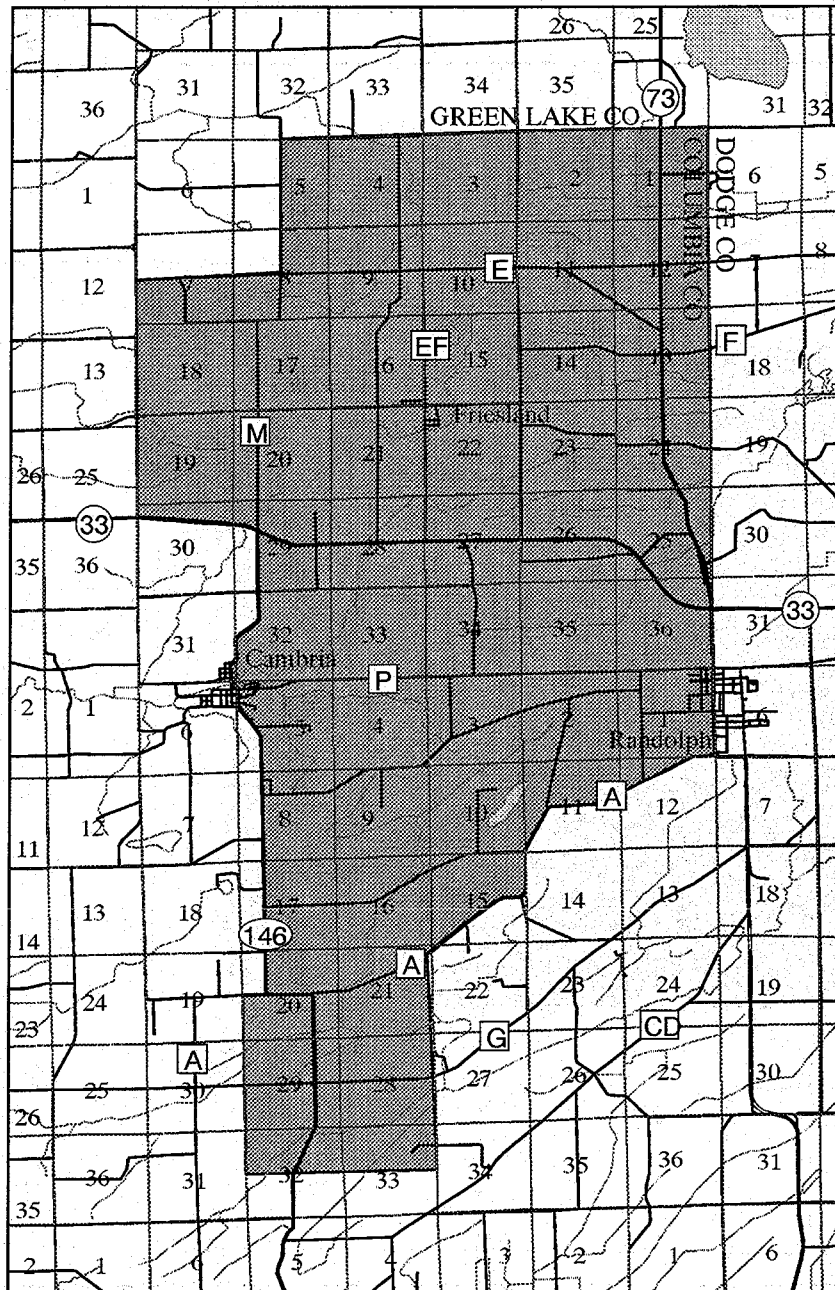 26 25
31 32 33 34 35 31 32
36 73
GREEN LAKE CO.
DODGE CO
COLUMBIA CO
1 6 5 4 3 2 1 6 5
E
12 7 8 9 10 11 12 7 8
EF F
13 18 17 6 15 14 13 18
Friesland
M
26 25 19 20 21 22 23 24 19
33
35 36 30 29 28 27 26 25 30
33
31 32 33 34 35 36 31
Cambria
P
2 1 6 5 4 3 1 6
Randolph
A
11 12 7 8 9 10 11 12 7
14 13 18 17 16 15 14 13 18
146
A
23 24 19 20 21 22 23 24 19
G CD
A
26 25 30 29 28 27 26 25 30
35 36 31 32 33 34 35 36 31
2 1 6 5 4 3 2 1 6